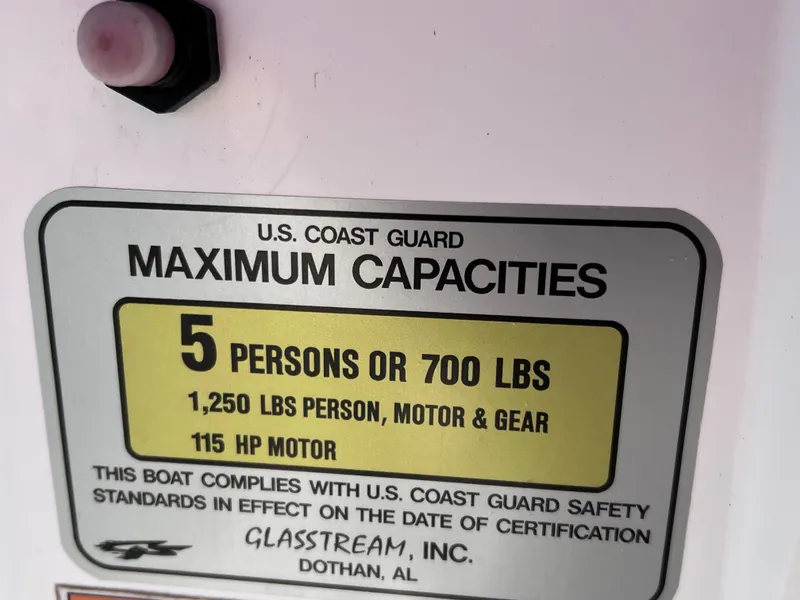 U.S. COAST GUARD
MAXIMUM CAPACITIES
5 PERSONS OR 700 LBS
1,250 LBS PERSON, MOTOR & GEAR
115 HP MOTOR
THIS BOAT COMPLIES WITH U.S. COAST GUARD SAFETY
STANDARDS IN EFFECT ON THE DATE OF CERTIFICATION
GLASSTREAM, INC.
DOTHAN, AL